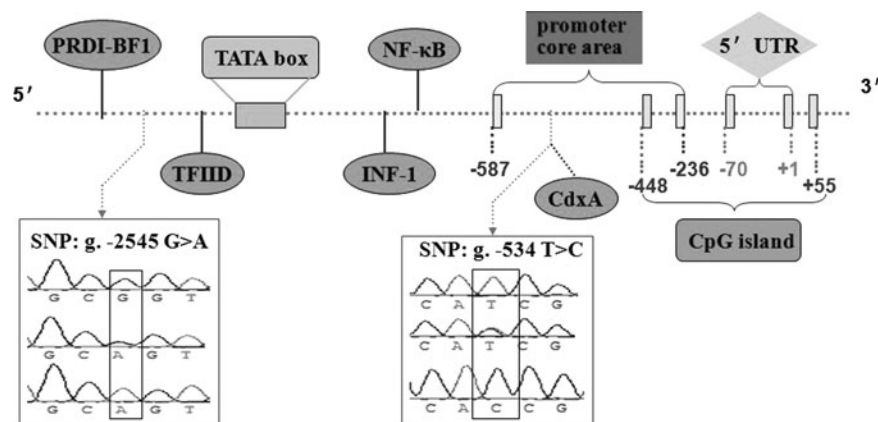 PRDI-BF1
TATA box
NF-κB
promoter
core area
5′ UTR
5′
3′
TFIID
INF-1
-587
CdxA
-448
-236
-70
+1
+55
CpG island
SNP: g. -2545 G>A
G C G G T
G C A G T
G C A G T
SNP: g. -534 T>C
C A T C G
C A T C G
C A C C G